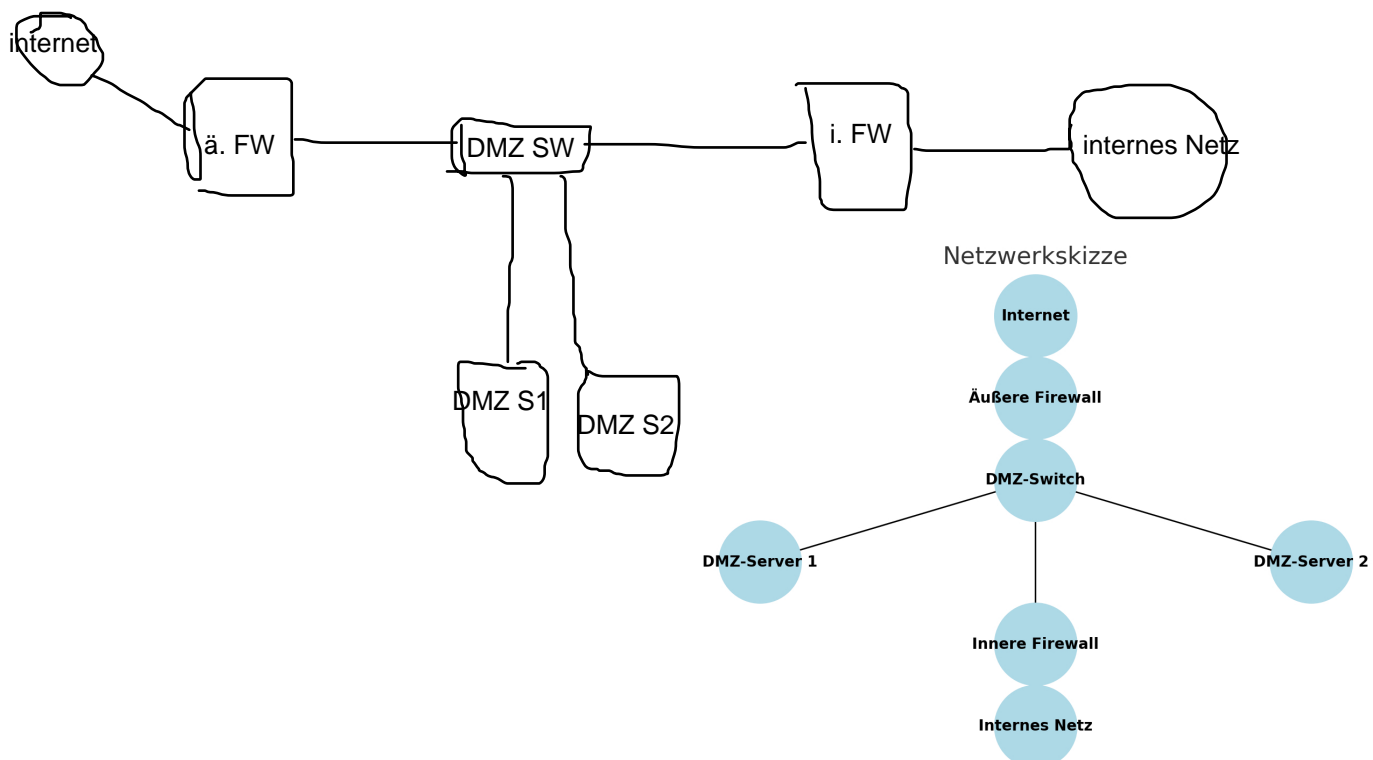 internet
ä. FW
DMZ SW
i. FW
internes Netz
DMZ S1
DMZ S2
Netzwerkskizze
Internet
Äußere Firewall
DMZ-Switch
DMZ-Server 1
DMZ-Server 2
Innere Firewall
Internes Netz